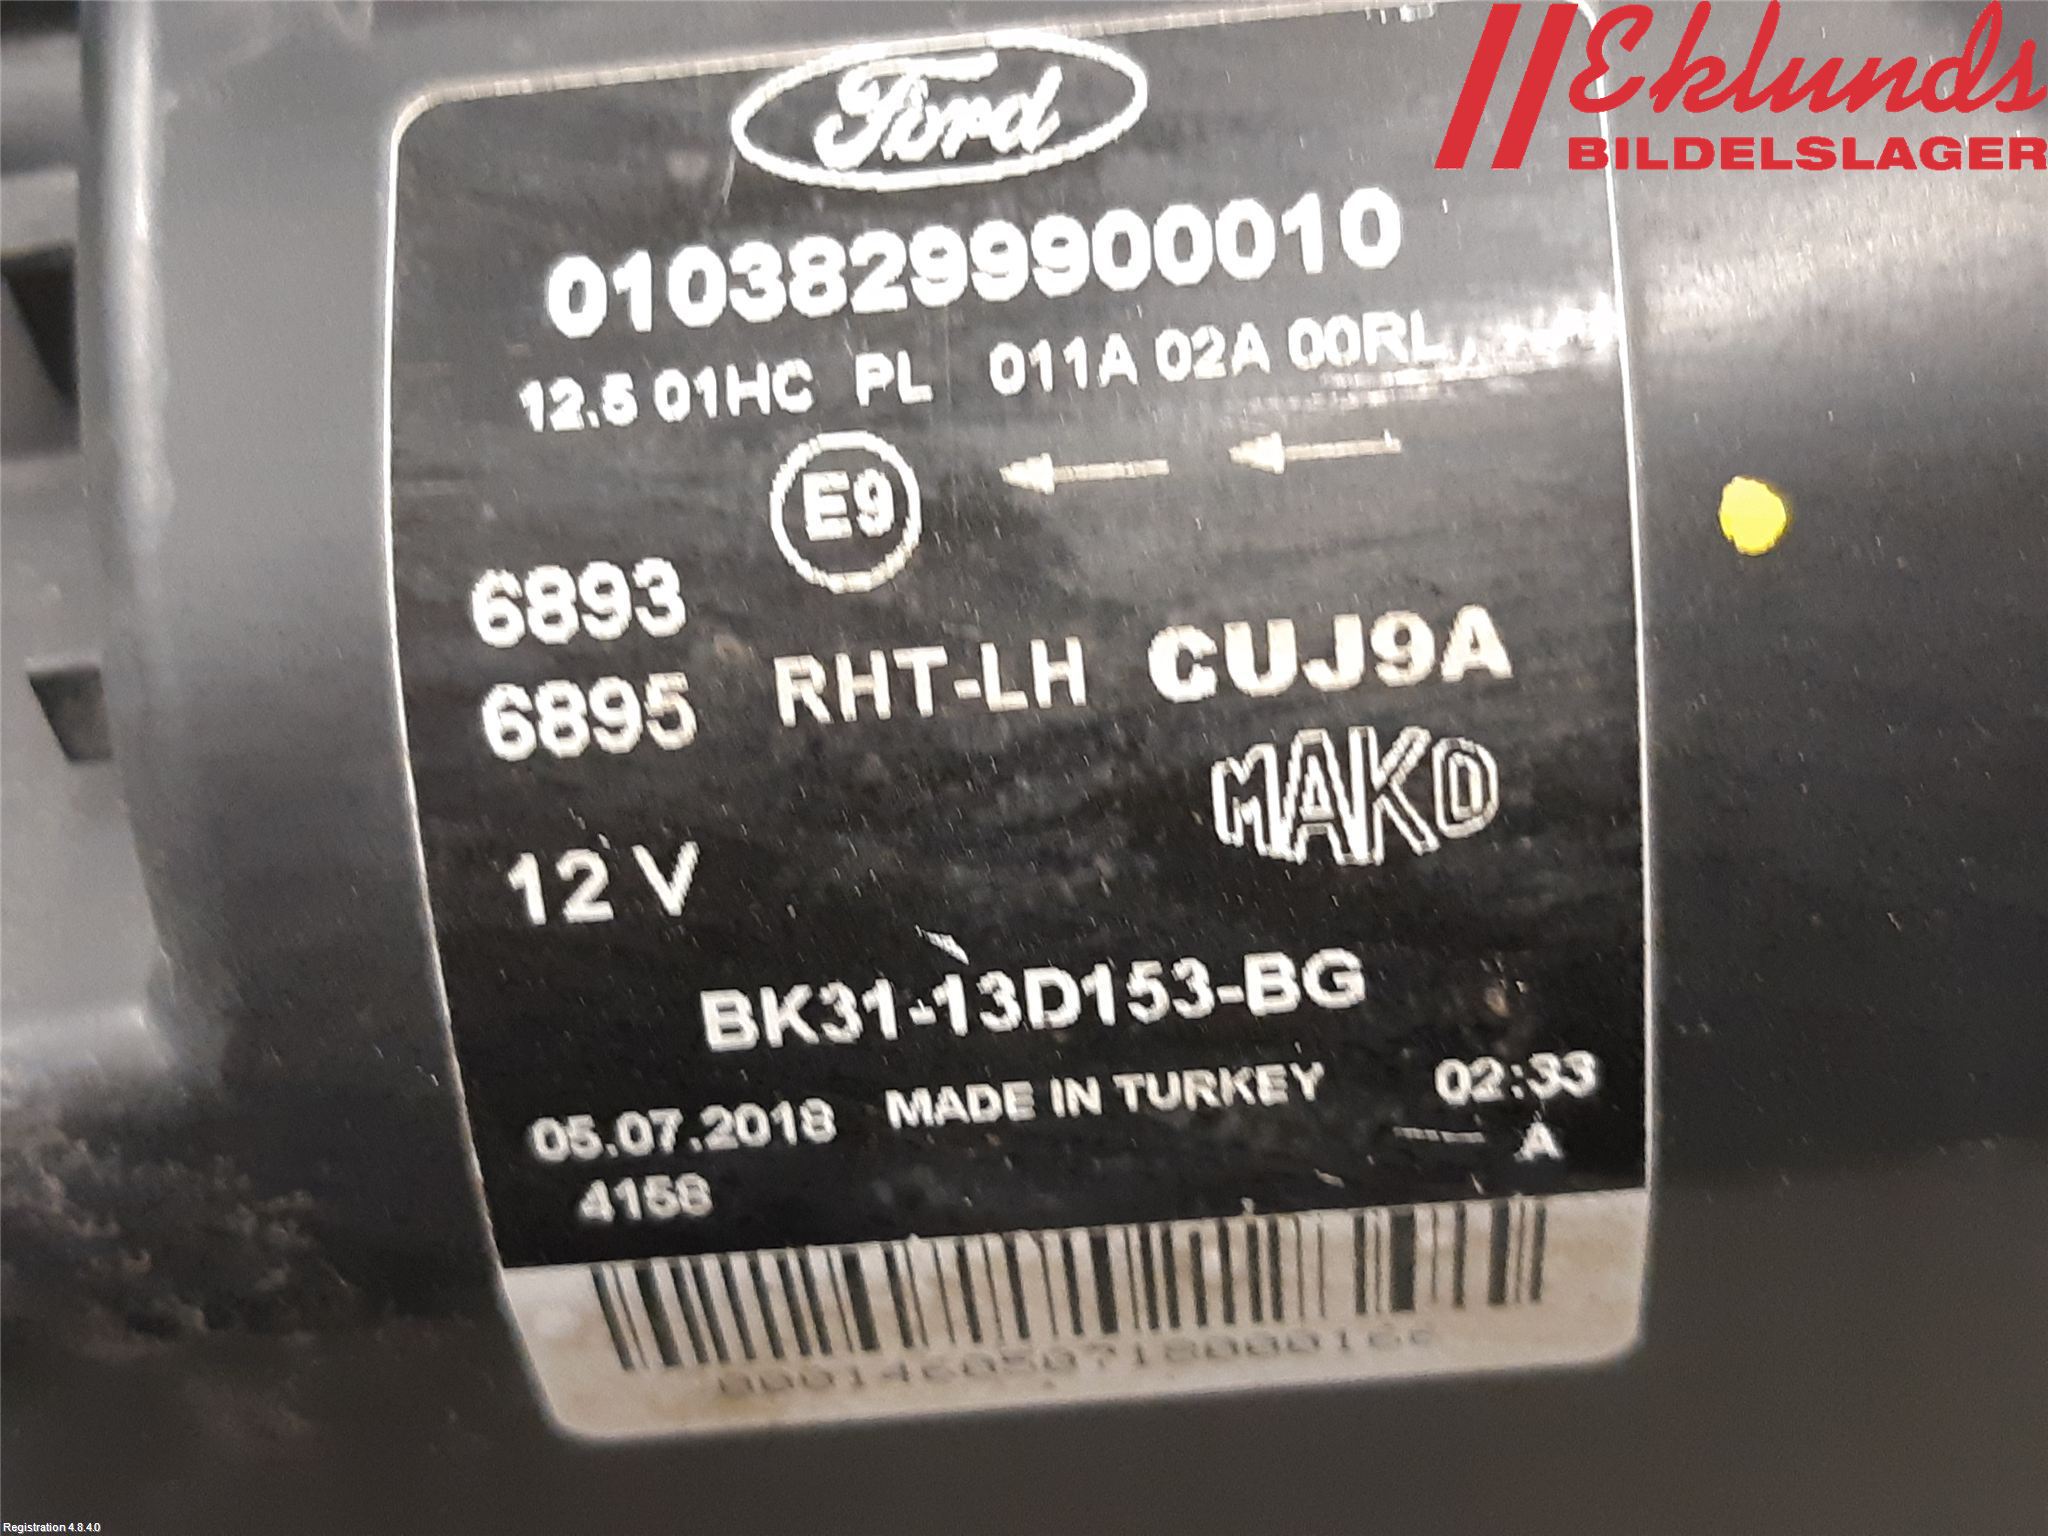 Eklunds
BILDELSLAGER
Ford
01038299900010
12.5 01HC PL 011A 02A 00RL
E9
6893
6895 RHT-LH CUJ9A
MAKO
12 V
BK31-13D153-BG
05.07.2018 MADE IN TURKEY 02:33
4158 A
Registration 4.8.4.0